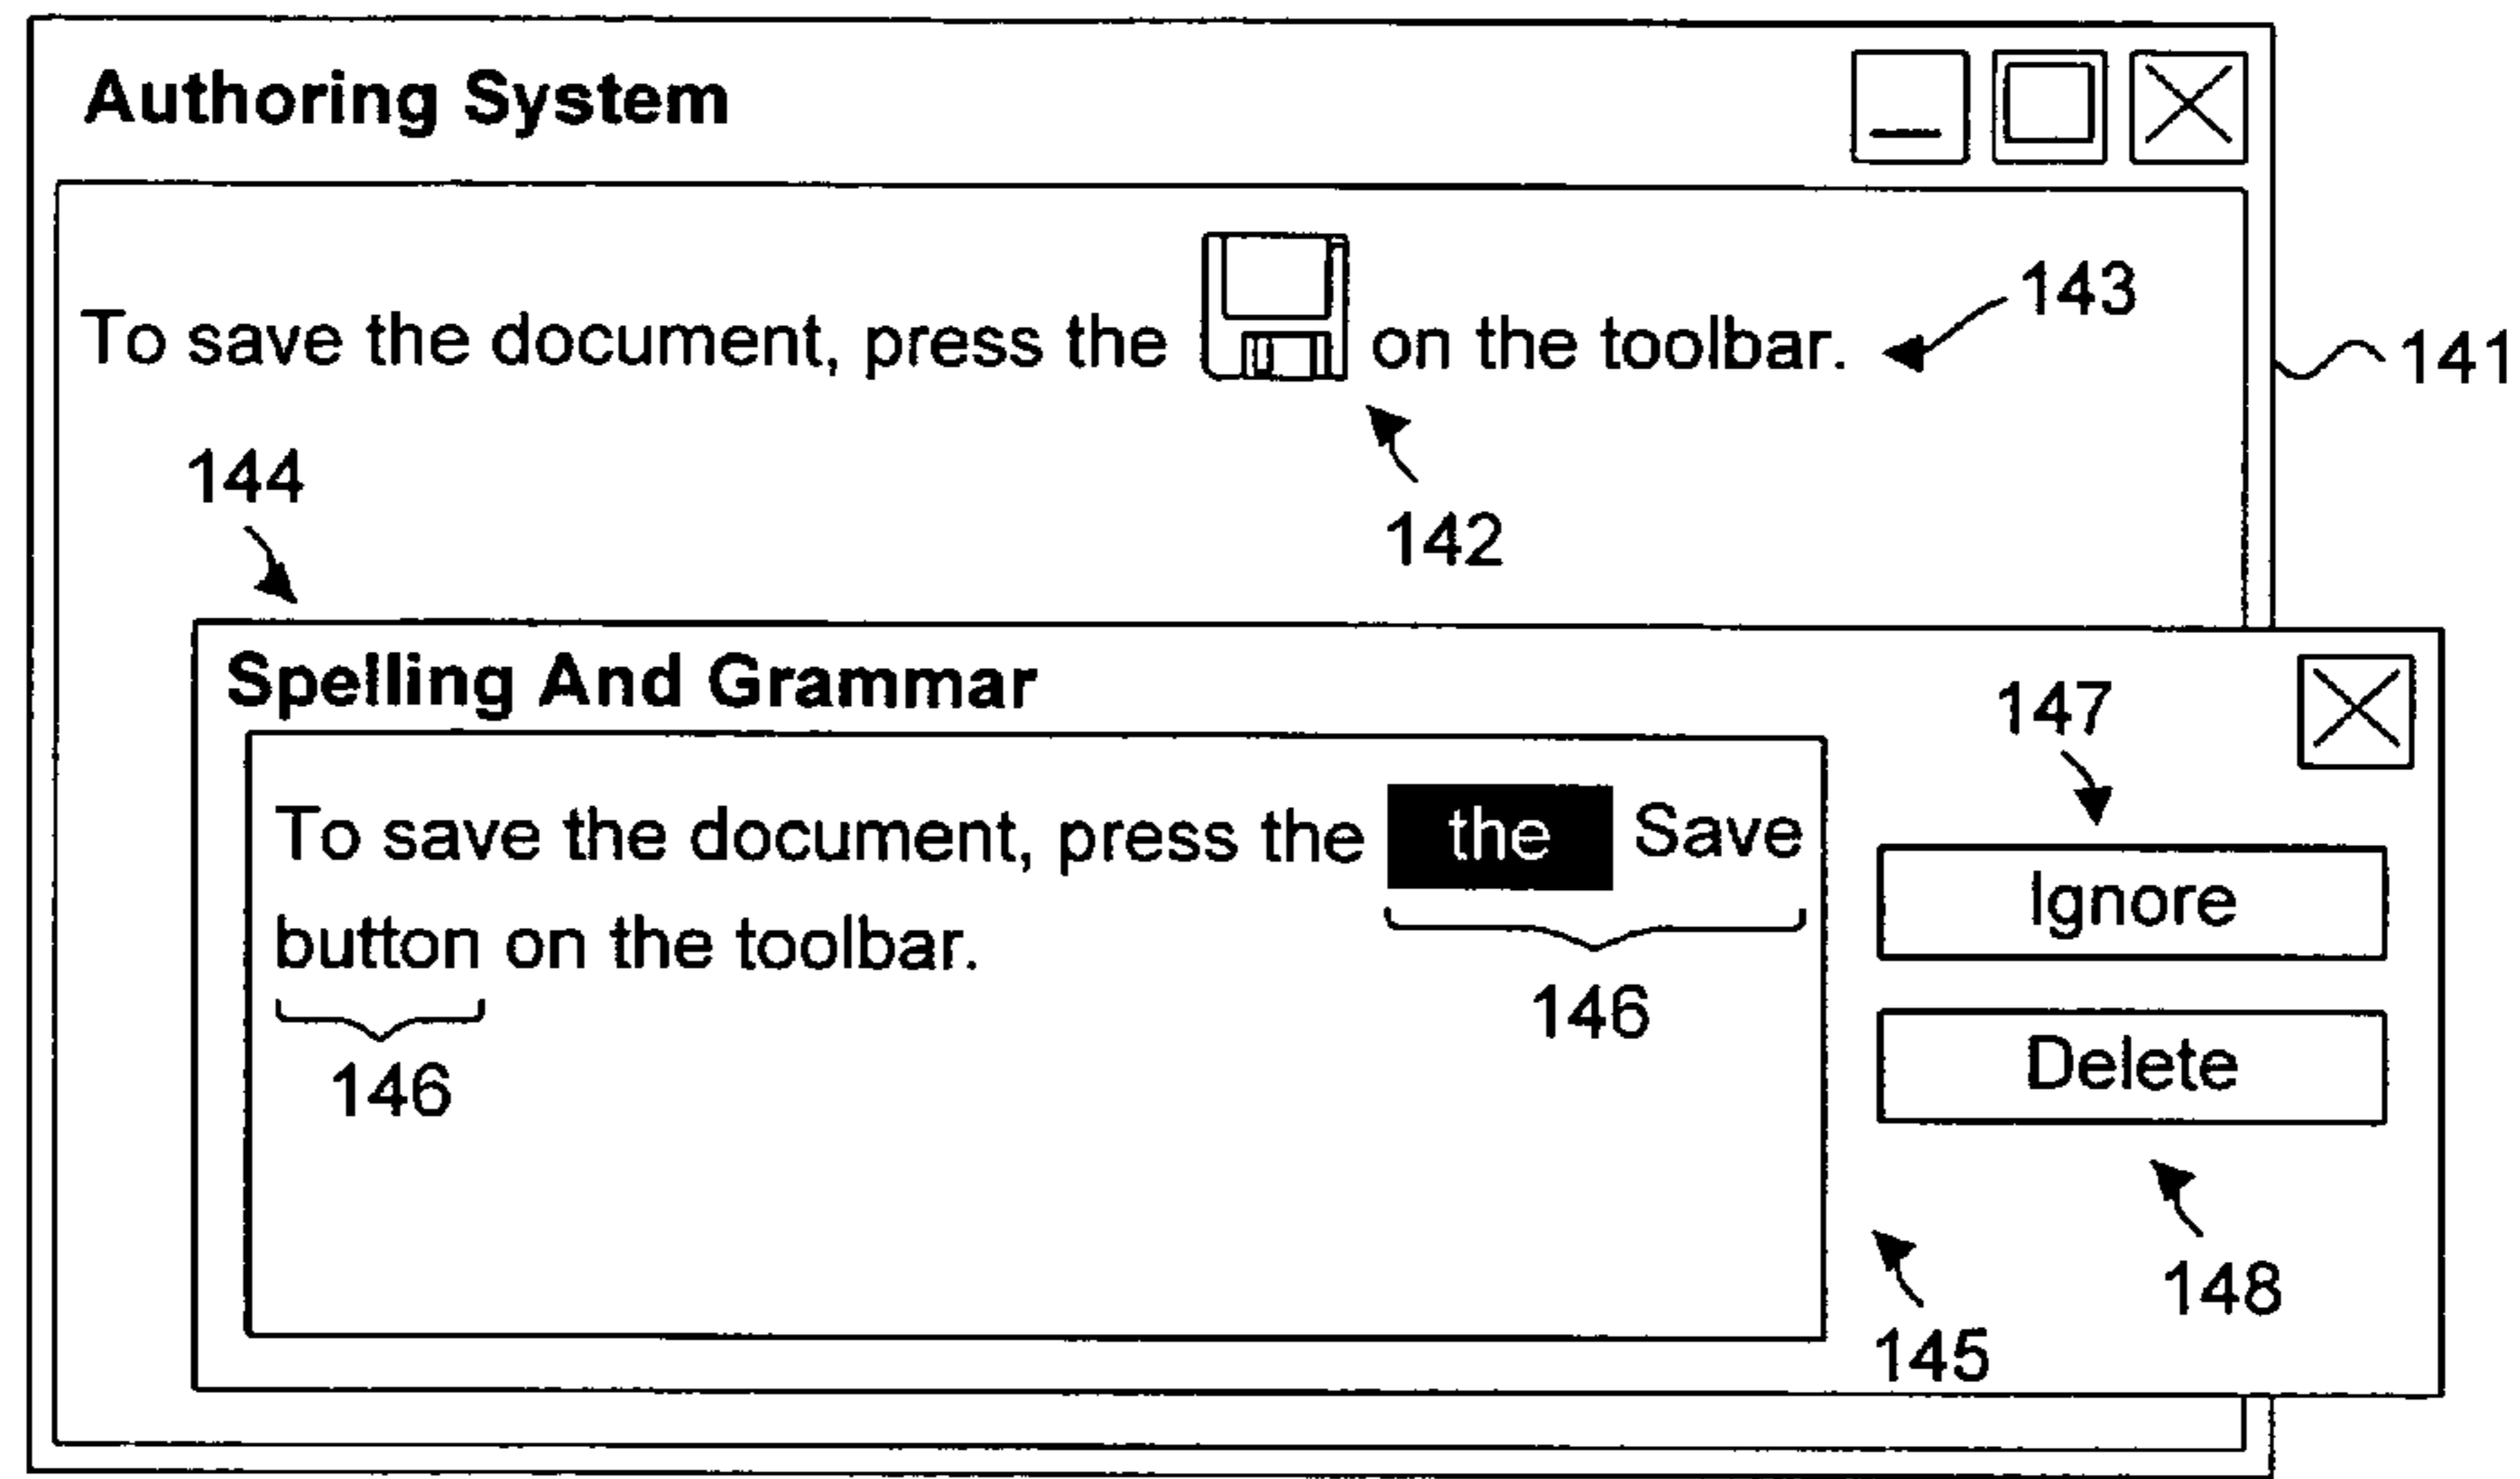 Authoring System
To save the document, press the on the toolbar.
143
141
144
142
Spelling And Grammar
147
To save the document, press the the Save
Ignore
button on the toolbar.
146
146
Delete
148
145